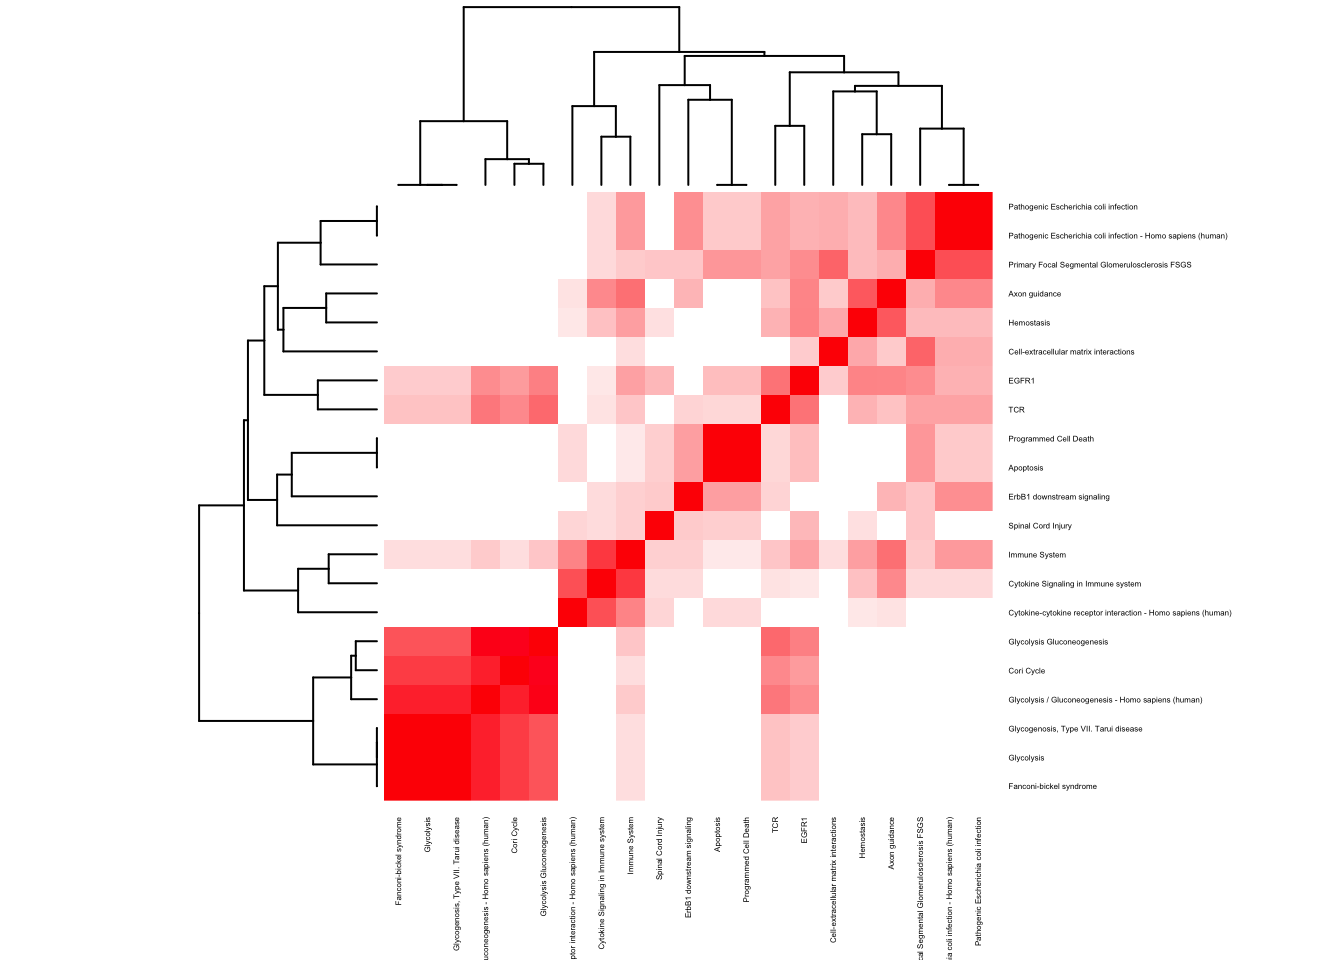 Pathogenic Escherichia coli infection
Pathogenic Escherichia coli infection - Homo sapiens (human)
Primary Focal Segmental Glomerulosclerosis FSGS
Axon guidance
Hemostasis
Cell-extracellular matrix interactions
EGFR1
TCR
Programmed Cell Death
Apoptosis
ErbB1 downstream signaling
Spinal Cord Injury
Immune System
Cytokine Signaling in Immune system
Cytokine-cytokine receptor interaction - Homo sapiens (human)
Glycolysis Gluconeogenesis
Cori Cycle
Glycolysis / Gluconeogenesis - Homo sapiens (human)
Glycogenosis, Type VII. Tarui disease
Glycolysis
Fanconi-bickel syndrome
Fanconi-bickel syndrome
Glycolysis
Glycogenosis, Type VII. Tarui disease
uconeogenesis - Homo sapiens (human)
Cori Cycle
Glycolysis Gluconeogenesis
ptor interaction - Homo sapiens (human)
Cytokine Signaling in Immune system
Immune System
Spinal Cord Injury
ErbB1 downstream signaling
Apoptosis
Programmed Cell Death
TCR
EGFR1
Cell-extracellular matrix interactions
Hemostasis
Axon guidance
cal Segmental Glomerulosclerosis FSGS
ia coli infection - Homo sapiens (human)
Pathogenic Escherichia coli infection